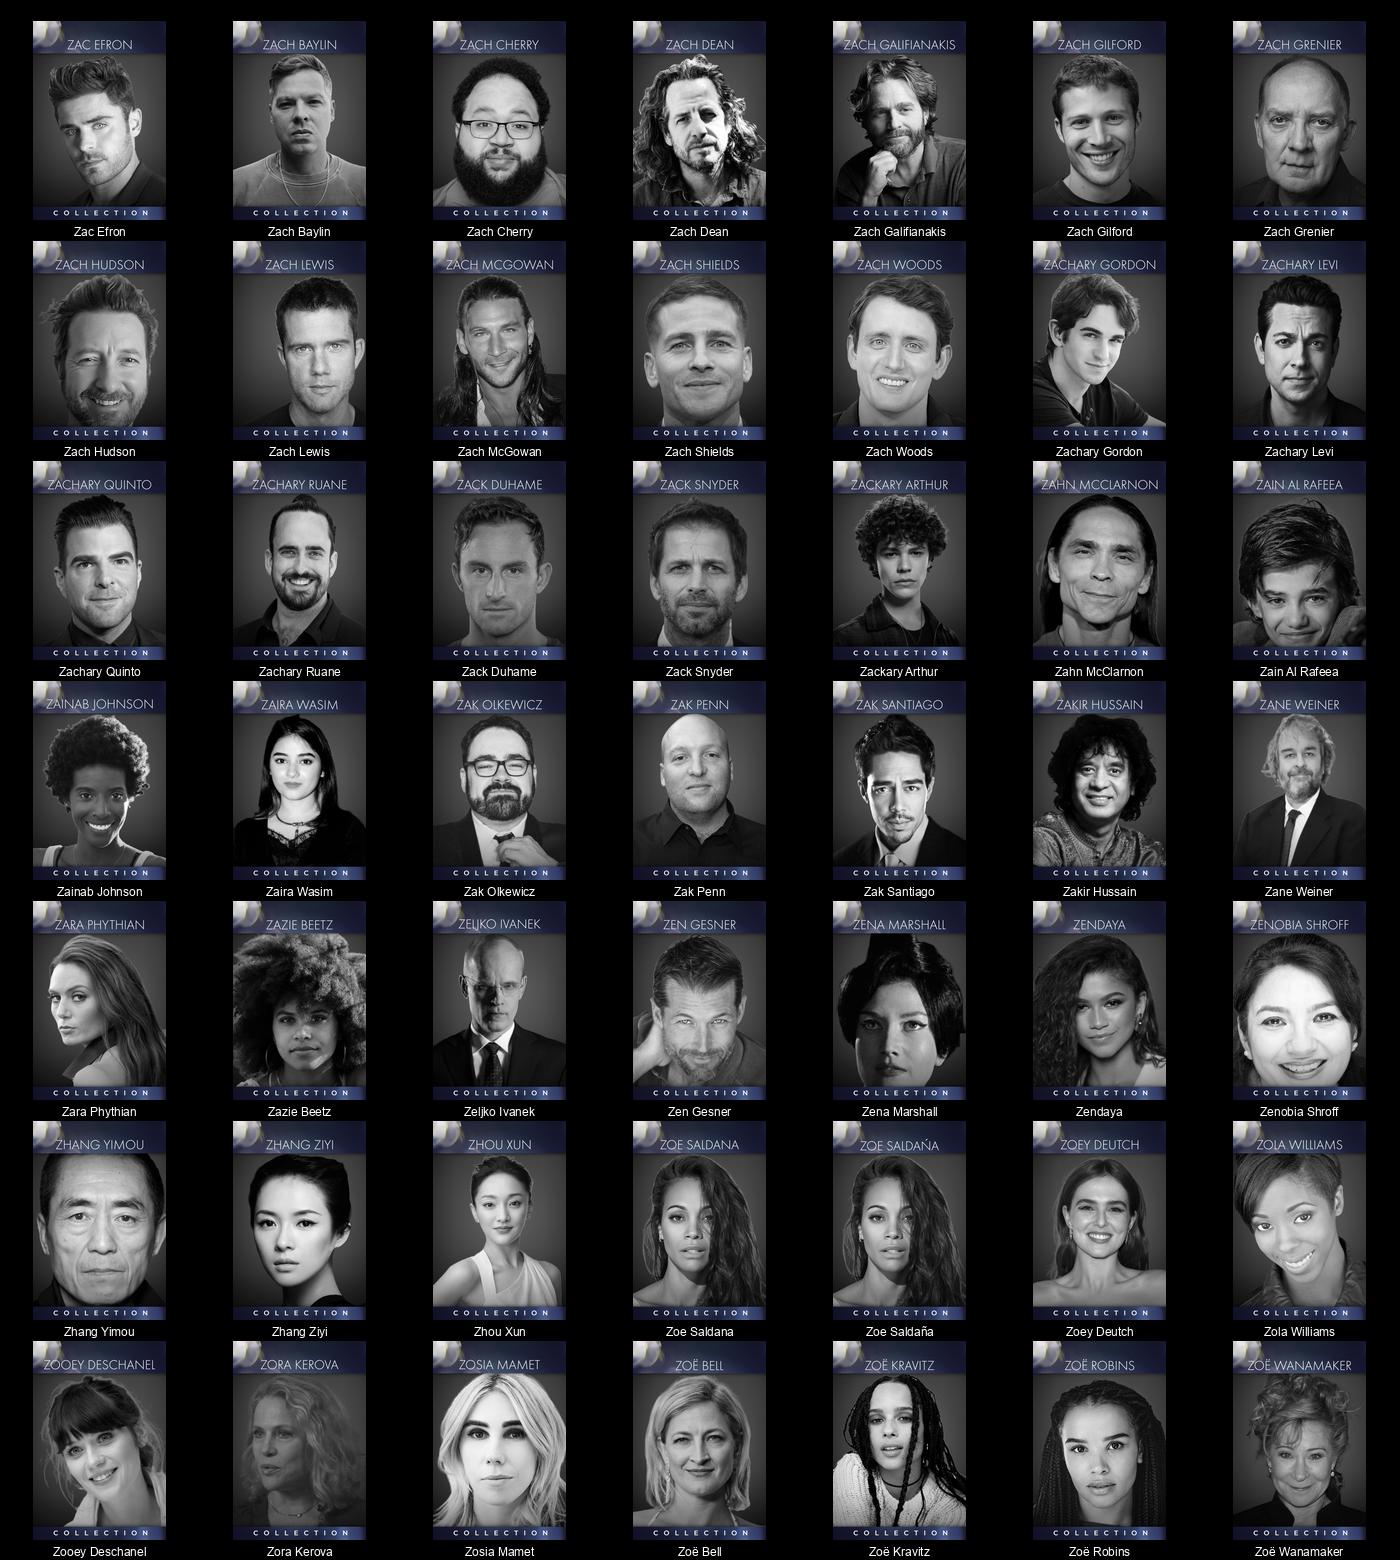 ZAC EFRON ZACH BAYLIN ZACH CHERRY ZACH DEAN ZACH GALIFIANAKIS ZACH GILFORD ZACH GRENIER
COLLECTION COLLECTION COLLECTION COLLECTION COLLECTION COLLECTION COLLECTION
Zac Efron Zach Baylin Zach Cherry Zach Dean Zach Galifianakis Zach Gilford Zach Grenier
ZACH HUDSON ZACH LEWIS ZACH MCGOWAN ZACH SHIELDS ZACH WOODS ZACHARY GORDON ZACHARY LEVI
COLLECTION COLLECTION COLLECTION COLLECTION COLLECTION COLLECTION COLLECTION
Zach Hudson Zach Lewis Zach McGowan Zach Shields Zach Woods Zachary Gordon Zachary Levi
ZACHARY QUINTO ZACHARY RUANE ZACK DUHAME ZACK SNYDER ZACKARY ARTHUR ZAHN MCCLARNON ZAIN AL RAFEEA
COLLECTION COLLECTION COLLECTION COLLECTION COLLECTION COLLECTION COLLECTION
Zachary Quinto Zachary Ruane Zack Duhame Zack Snyder Zackary Arthur Zahn McClarnon Zain Al Rafeea
ZAINAB JOHNSON ZAIRA WASIM ZAK OLKEWICZ ZAK PENN ZAK SANTIAGO ZAKIR HUSSAIN ZANE WEINER
COLLECTION COLLECTION COLLECTION COLLECTION COLLECTION COLLECTION COLLECTION
Zainab Johnson Zaira Wasim Zak Olkewicz Zak Penn Zak Santiago Zakir Hussain Zane Weiner
ZARA PHYTHIAN ZAZIE BEETZ ZELJKO IVANEK ZEN GESNER ZENA MARSHALL ZENDAYA ZENOBIA SHROFF
COLLECTION COLLECTION COLLECTION COLLECTION COLLECTION COLLECTION COLLECTION
Zara Phythian Zazie Beetz Zeljko Ivanek Zen Gesner Zena Marshall Zendaya Zenobia Shroff
ZHANG YIMOU ZHANG ZIYI ZHOU XUN ZOE SALDANA ZOE SALDAÑA ZOEY DEUTCH ZOLA WILLIAMS
COLLECTION COLLECTION COLLECTION COLLECTION COLLECTION COLLECTION COLLECTION
Zhang Yimou Zhang Ziyi Zhou Xun Zoe Saldana Zoe Saldaña Zoey Deutch Zola Williams
ZOOEY DESCHANEL ZORA KEROVA ZOSIA MAMET ZOË BELL ZOË KRAVITZ ZOË ROBINS ZOË WANAMAKER
COLLECTION COLLECTION COLLECTION COLLECTION COLLECTION COLLECTION COLLECTION
Zooey Deschanel Zora Kerova Zosia Mamet Zoë Bell Zoë Kravitz Zoë Robins Zoë Wanamaker